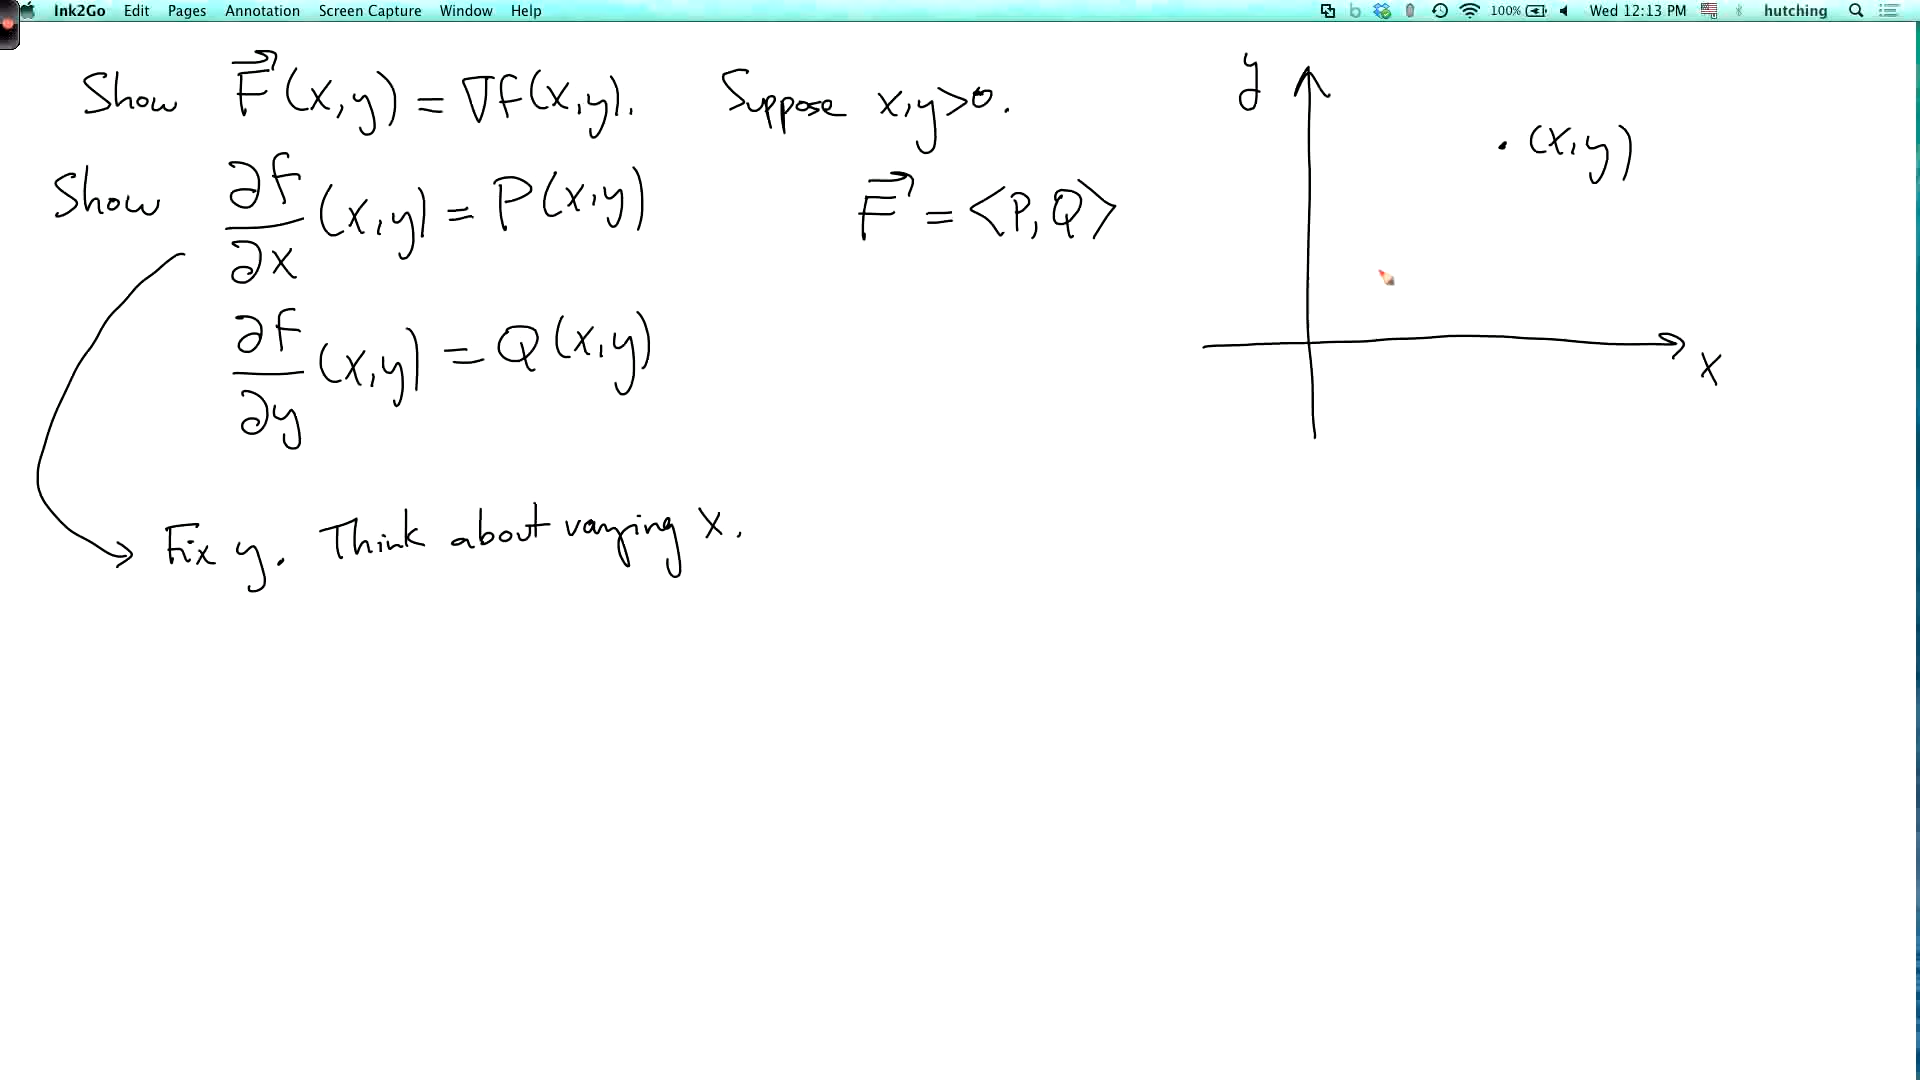 Ink2Go Edit Pages Annotation Screen Capture Window Help 100% Wed 12:13 PM hutching
Show F⃗(x,y) = ∇f(x,y). Suppose x,y>0.
Show ∂f/∂x (x,y) = P(x,y)
F⃗ = <P,Q>
∂f/∂y (x,y) = Q(x,y)
→ Fix y. Think about varying x.
y
(x,y)
x